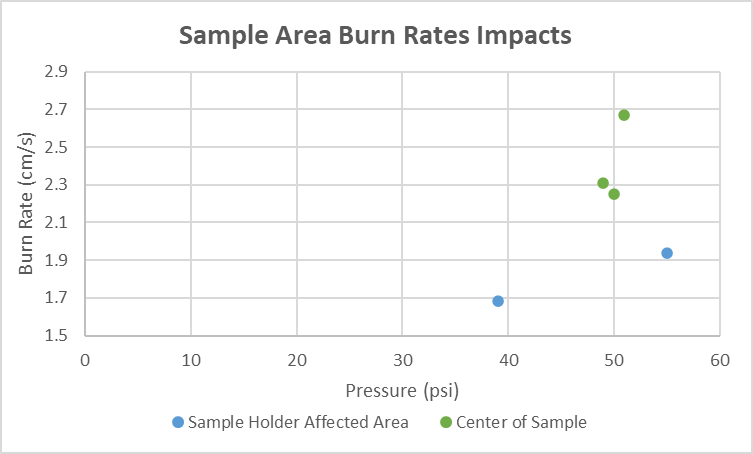 Sample Area Burn Rates Impacts
2.9
2.7
2.5
2.3
2.1
1.9
1.7
1.5
Burn Rate (cm/s)
0 10 20 30 40 50 60
Pressure (psi)
Sample Holder Affected Area Center of Sample